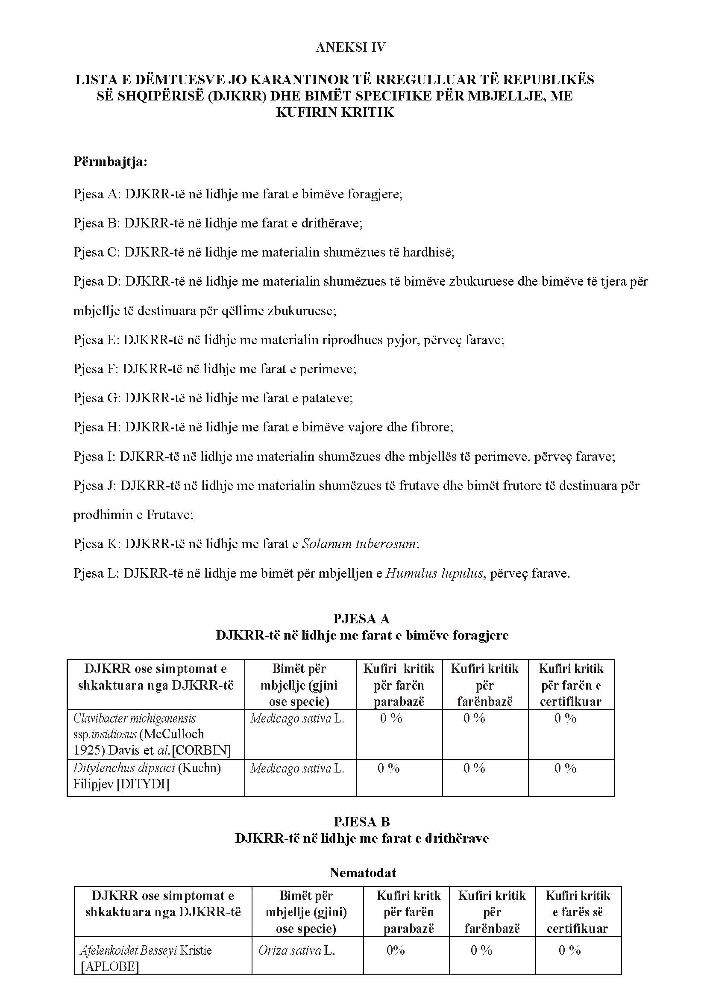 ANEKSI IV
LISTA E DËMTUESVE JO KARANTINOR TË RREGULLUAR TË REPUBLIKËS
SË SHQIPËRISË (DJKRR) DHE BIMËT SPECIFIKE PËR MBJELLJE, ME
KUFIRIN KRITIK
Përmbajtja:
Pjesa A: DJKRR-të në lidhje me farat e bimëve foragjere;
Pjesa B: DJKRR-të në lidhje me farat e drithërave;
Pjesa C: DJKRR-të në lidhje me materialin shumëzues të hardhisë;
Pjesa D: DJKRR-të në lidhje me materialin shumëzues të bimëve zbukuruese dhe bimëve të tjera për
mbjellje të destinuara për qëllime zbukuruese;
Pjesa E: DJKRR-të në lidhje me materialin riprodhues pyjor, përveç farave;
Pjesa F: DJKRR-të në lidhje me farat e perimeve;
Pjesa G: DJKRR-të në lidhje me farat e patateve;
Pjesa H: DJKRR-të në lidhje me farat e bimëve vajore dhe fibrore;
Pjesa I: DJKRR-të në lidhje me materialin shumëzues dhe mbjellës të perimeve, përveç farave;
Pjesa J: DJKRR-të në lidhje me materialin shumëzues të frutave dhe bimët frutore të destinuara për
prodhimin e Frutave;
Pjesa K: DJKRR-të në lidhje me farat e Solanum tuberosum;
Pjesa L: DJKRR-të në lidhje me bimët për mbjelljen e Humulus lupulus, përveç farave.
PJESA A
DJKRR-të në lidhje me farat e bimëve foragjere
DJKRR ose simptomat e Bimët për Kufiri kritik Kufiri kritik Kufiri kritik
shkaktuara nga DJKRR-të mbjellje (gjini për farën për për farën e
ose specie) parabazë farënbazë certifikuar
Clavibacter michiganensis Medicago sativa L. 0 % 0 % 0 %
ssp.insidiosus (McCulloch
1925) Davis et al.[CORBIN]
Ditylenchus dipsaci (Kuehn) Medicago sativa L. 0 % 0 % 0 %
Filipjev [DITYDI]
PJESA B
DJKRR-të në lidhje me farat e drithërave
Nematodat
DJKRR ose simptomat e Bimët për Kufiri kritk Kufiri kritik Kufiri kritik
shkaktuara nga DJKRR-të mbjellje (gjini) për farën për e farës së
ose specie) parabazë farënbazë certifikuar
Afelenkoidet Besseyi Kristie Oriza sativa L. 0% 0 % 0 %
[APLOBE]